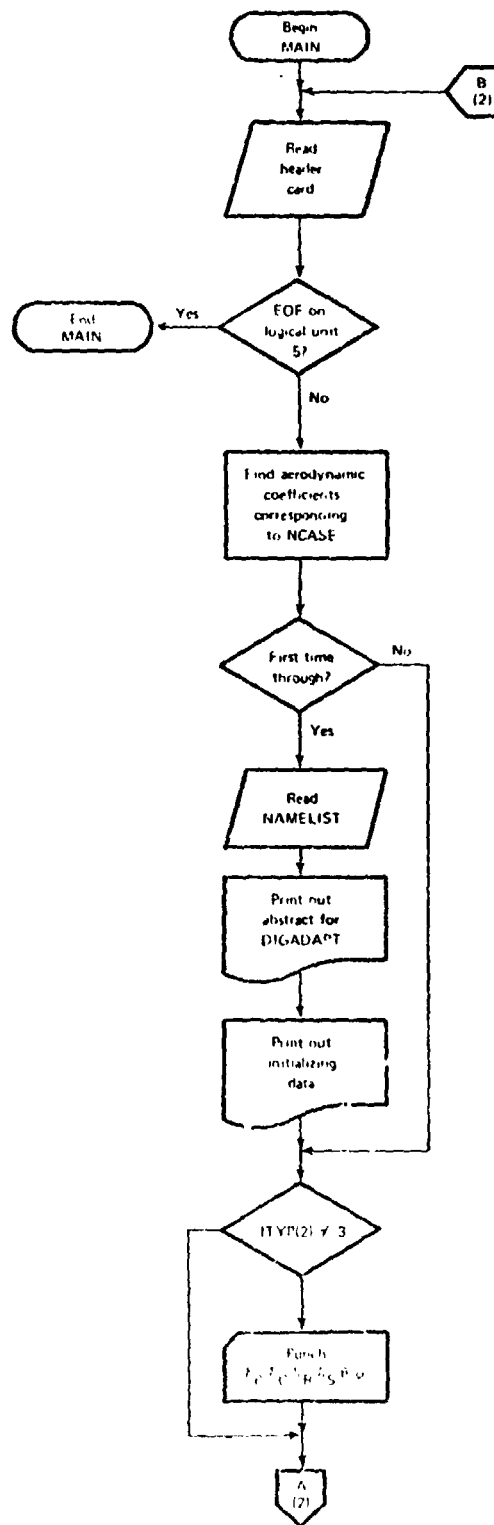 Begin
MAIN
B
(2)
Read
header
card
EOF on
logical unit
5?
Yes
End
MAIN
No
Find aerodynamic
coefficients
corresponding
to NCASE
First time
through?
No
Yes
Read
NAMELIST
Print out
abstract for
DIGADAPT
Print out
initializing
data
ITYP(2) ≠ 3
Punch
A
(2)